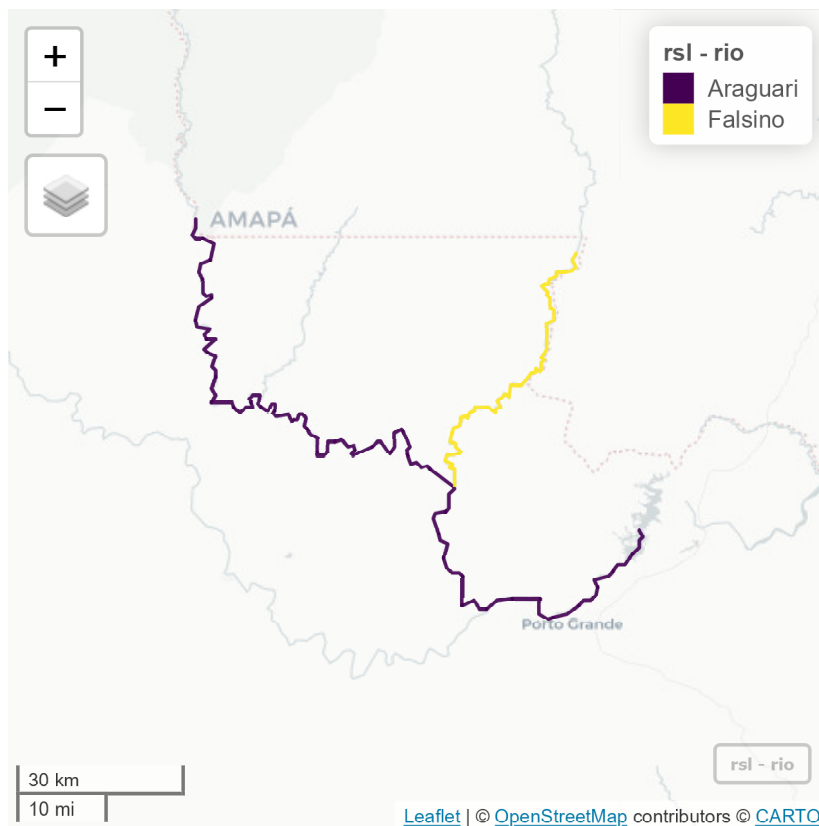 +
rsl - rio
Araguari
Falsino
−
AMAPÁ
Porto Grande
rsl - rio
30 km
10 mi
Leaflet | © OpenStreetMap contributors © CARTO